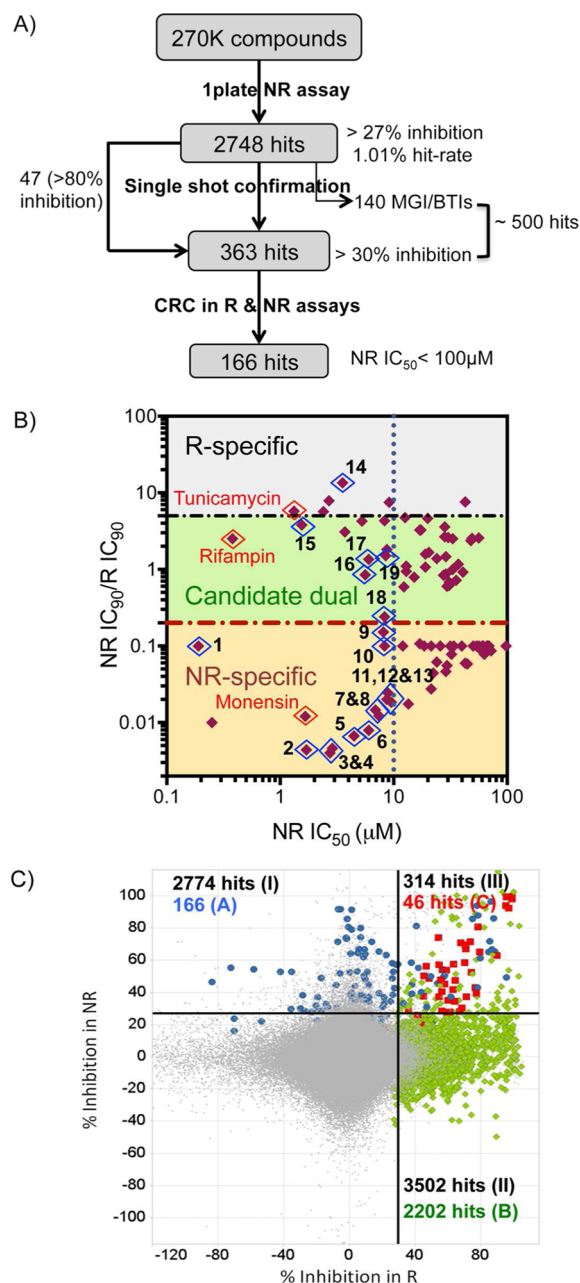 A)
270K compounds
1plate NR assay
2748 hits
> 27% inhibition
1.01% hit-rate
47 (>80%
inhibition)
Single shot confirmation
140 MGI/BTIs
~ 500 hits
363 hits
> 30% inhibition
CRC in R & NR assays
166 hits
NR IC50< 100µM
B)
NR IC90/R IC90
100
10
1
0.1
0.01
R-specific
14
Tunicamycin
15
Rifampin
17
16
19
18
Candidate dual
9
1
10
NR-specific
11,12&13
Monensin
7&8
5
6
2
3&4
0.1
1
10
100
NR IC50 (µM)
C)
2774 hits (I)
166 (A)
314 hits (III)
46 hits (C)
% Inhibition in NR
100
80
60
40
20
0
-20
-40
-60
-80
-100
3502 hits (II)
2202 hits (B)
-120
-80
-40
0
40
80
% Inhibition in R